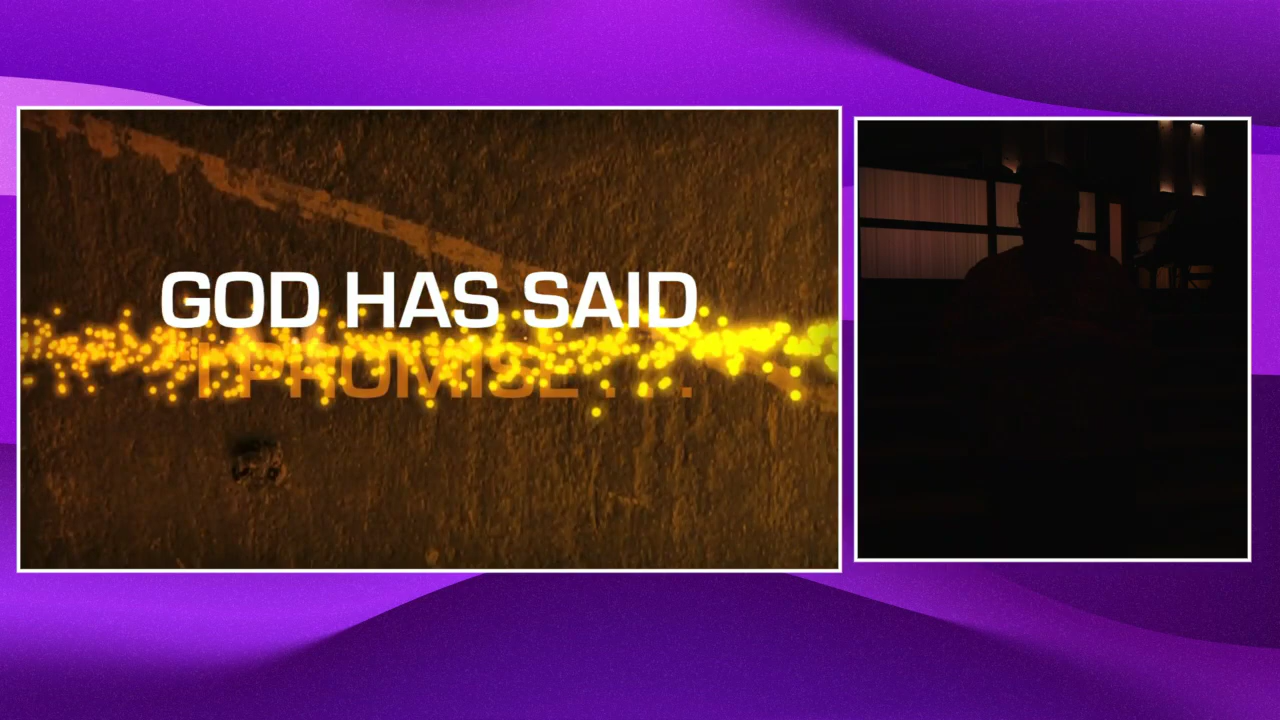 GOD HAS SAID
"I PROMISE . . .